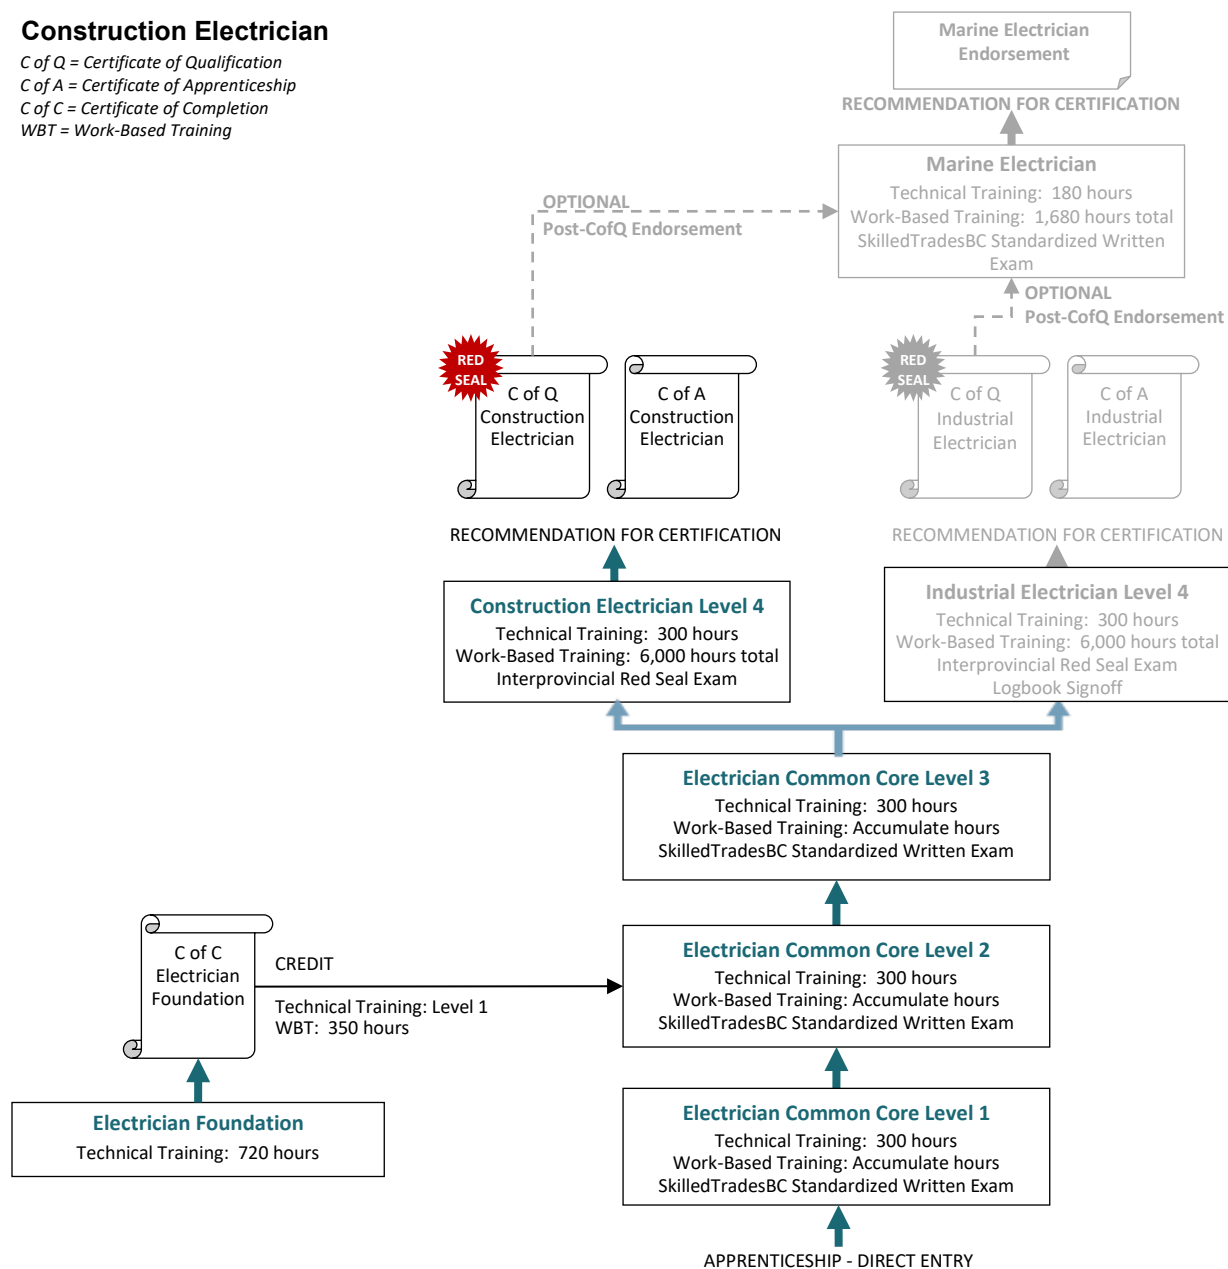 Construction Electrician
C of Q = Certificate of Qualification
C of A = Certificate of Apprenticeship
C of C = Certificate of Completion
WBT = Work-Based Training
Marine Electrician
Endorsement
RECOMMENDATION FOR CERTIFICATION
Marine Electrician
Technical Training: 180 hours
Work-Based Training: 1,680 hours total
SkilledTradesBC Standardized Written
Exam
OPTIONAL
Post-CofQ Endorsement
OPTIONAL
Post-CofQ Endorsement
RED
SEAL
C of Q
Construction
Electrician
C of A
Construction
Electrician
RED
SEAL
C of Q
Industrial
Electrician
C of A
Industrial
Electrician
RECOMMENDATION FOR CERTIFICATION
RECOMMENDATION FOR CERTIFICATION
Construction Electrician Level 4
Technical Training: 300 hours
Work-Based Training: 6,000 hours total
Interprovincial Red Seal Exam
Industrial Electrician Level 4
Technical Training: 300 hours
Work-Based Training: 6,000 hours total
Interprovincial Red Seal Exam
Logbook Signoff
Electrician Common Core Level 3
Technical Training: 300 hours
Work-Based Training: Accumulate hours
SkilledTradesBC Standardized Written Exam
C of C
Electrician
Foundation
CREDIT
Technical Training: Level 1
WBT: 350 hours
Electrician Common Core Level 2
Technical Training: 300 hours
Work-Based Training: Accumulate hours
SkilledTradesBC Standardized Written Exam
Electrician Foundation
Technical Training: 720 hours
Electrician Common Core Level 1
Technical Training: 300 hours
Work-Based Training: Accumulate hours
SkilledTradesBC Standardized Written Exam
APPRENTICESHIP - DIRECT ENTRY